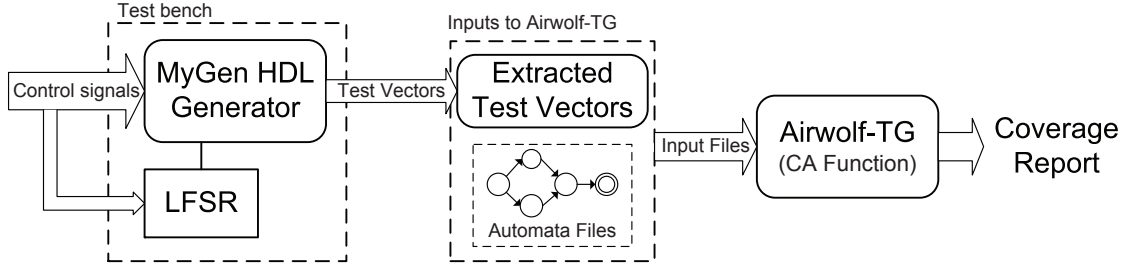 Test bench
Inputs to Airwolf-TG
Control signals
MyGen HDL
Generator
Test Vectors
Extracted
Test Vectors
Input Files
Airwolf-TG
(CA Function)
Coverage
Report
LFSR
Automata Files